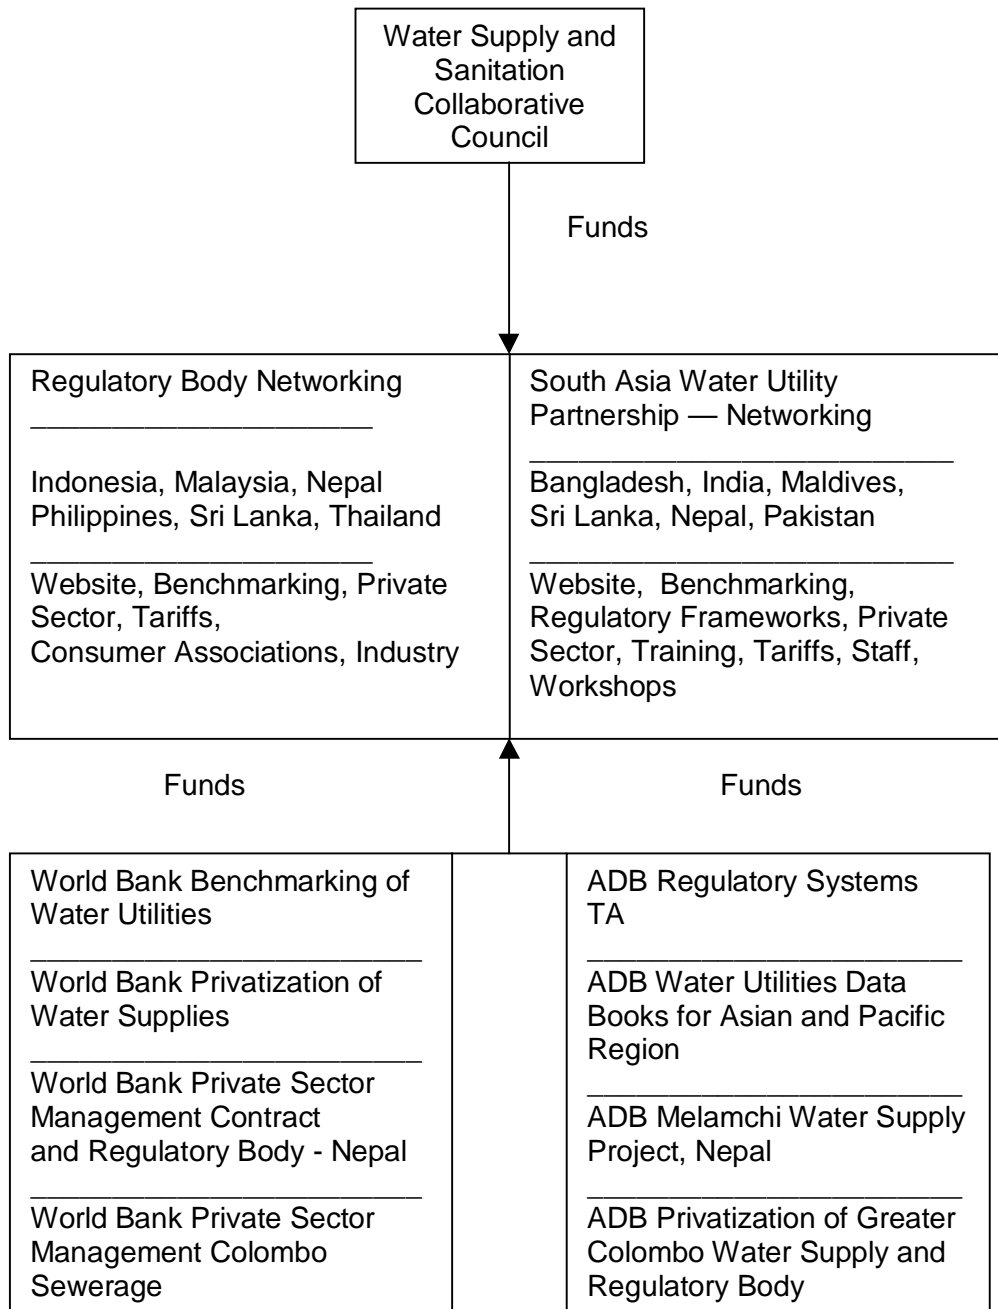 Water Supply and
Sanitation
Collaborative
Council
Funds
Regulatory Body Networking
Indonesia, Malaysia, Nepal
Philippines, Sri Lanka, Thailand
Website, Benchmarking, Private
Sector, Tariffs,
Consumer Associations, Industry
South Asia Water Utility
Partnership — Networking
Bangladesh, India, Maldives,
Sri Lanka, Nepal, Pakistan
Website, Benchmarking,
Regulatory Frameworks, Private
Sector, Training, Tariffs, Staff,
Workshops
Funds
Funds
World Bank Benchmarking of
Water Utilities
World Bank Privatization of
Water Supplies
World Bank Private Sector
Management Contract
and Regulatory Body - Nepal
World Bank Private Sector
Management Colombo
Sewerage
ADB Regulatory Systems
TA
ADB Water Utilities Data
Books for Asian and Pacific
Region
ADB Melamchi Water Supply
Project, Nepal
ADB Privatization of Greater
Colombo Water Supply and
Regulatory Body